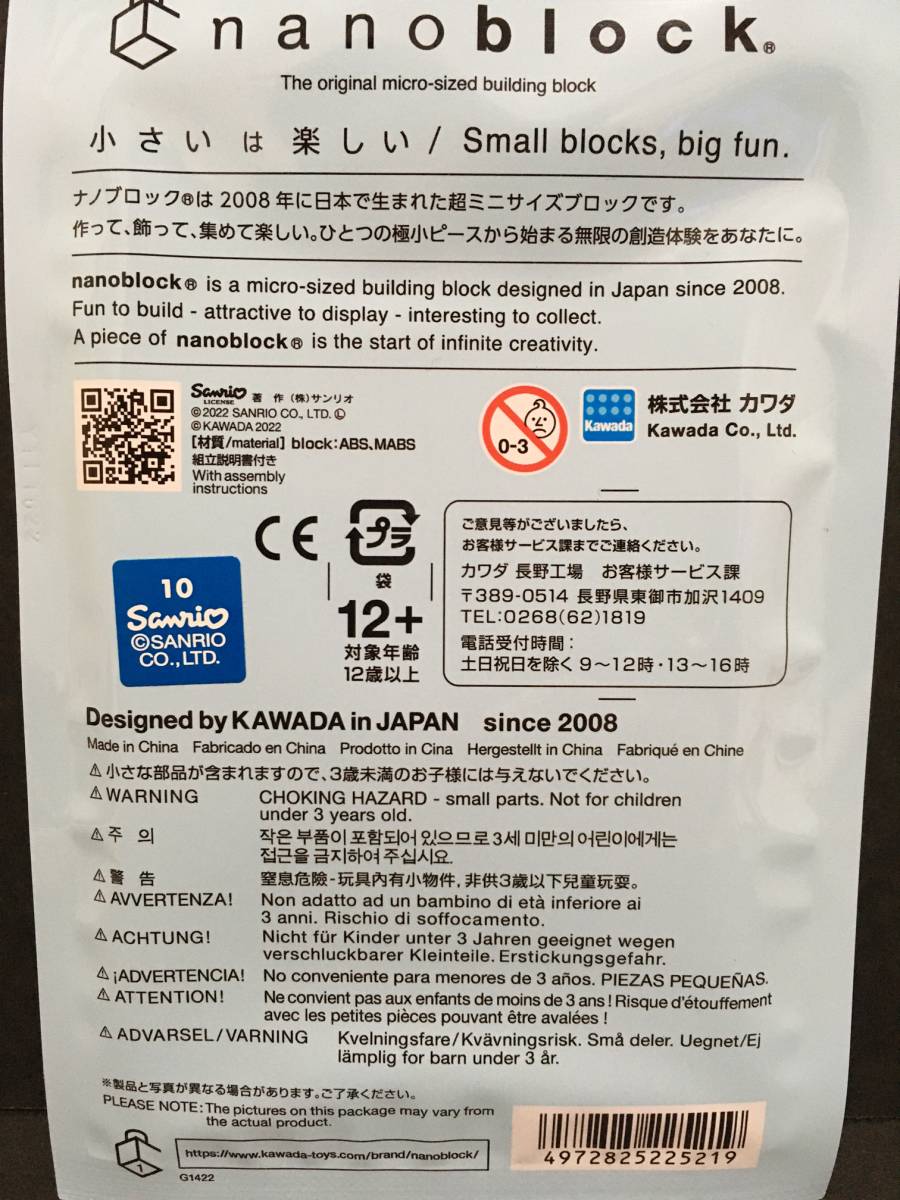 nanoblock®
The original micro-sized building block
小さいは楽しい / Small blocks, big fun.
ナノブロック®は2008年に日本で生まれた超ミニサイズブロックです。
作って、飾って、集めて楽しい。ひとつの極小ピースから始まる無限の創造体験をあなたに。
nanoblock® is a micro-sized building block designed in Japan since 2008.
Fun to build - attractive to display - interesting to collect.
A piece of nanoblock® is the start of infinite creativity.
Sanrio LICENSE 著作 (株)サンリオ
©2022 SANRIO CO., LTD. Ⓛ
©KAWADA 2022
【材質/material】block:ABS、MABS
組立説明書付き
With assembly
instructions
0-3
Kawada
株式会社 カワダ
Kawada Co., Ltd.
CE
プラ
袋
12+
対象年齢
12歳以上
10
Sanrio
©SANRIO
CO.,LTD.
ご意見等がございましたら、
お客様サービス課までご連絡ください。
カワダ 長野工場 お客様サービス課
〒389-0514 長野県東御市加沢1409
TEL:0268(62)1819
電話受付時間：
土日祝日を除く 9〜12時・13〜16時
Designed by KAWADA in JAPAN since 2008
Made in China Fabricado en China Prodotto in Cina Hergestellt in China Fabriqué en Chine
⚠小さな部品が含まれますので、3歳未満のお子様には与えないでください。
⚠WARNING CHOKING HAZARD - small parts. Not for children
under 3 years old.
⚠주 의 작은 부품이 포함되어 있으므로 3세 미만의 어린이에게는
접근을 금지하여 주십시요.
⚠警 告 窒息危險-玩具內有小物件, 非供3歲以下兒童玩耍。
⚠AVVERTENZA! Non adatto ad un bambino di età inferiore ai
3 anni. Rischio di soffocamento.
⚠ACHTUNG! Nicht für Kinder unter 3 Jahren geeignet wegen
verschluckbarer Kleinteile. Erstickungsgefahr.
⚠¡ADVERTENCIA! No conveniente para menores de 3 años. PIEZAS PEQUEÑAS.
⚠ATTENTION! Ne convient pas aux enfants de moins de 3 ans ! Risque d'étouffement
avec les petites pièces pouvant être avalées !
⚠ADVARSEL/VARNING Kvelningsfare/Kvävningsrisk. Små deler. Uegnet/Ej
lämplig for barn under 3 år.
※製品と写真が異なる場合があります。ご了承ください。
PLEASE NOTE: The pictures on this package may vary from
the actual product.
1
https://www.kawada-toys.com/brand/nanoblock/
G1422
4972825225219